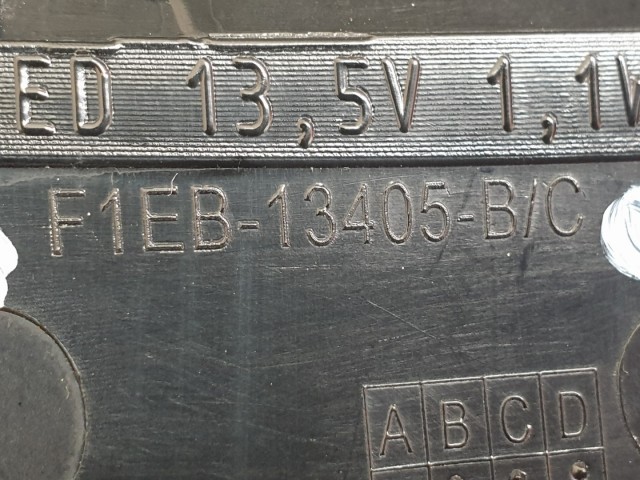 ED 13,5V 1,1W
F1EB-13405-B/C
A B C D